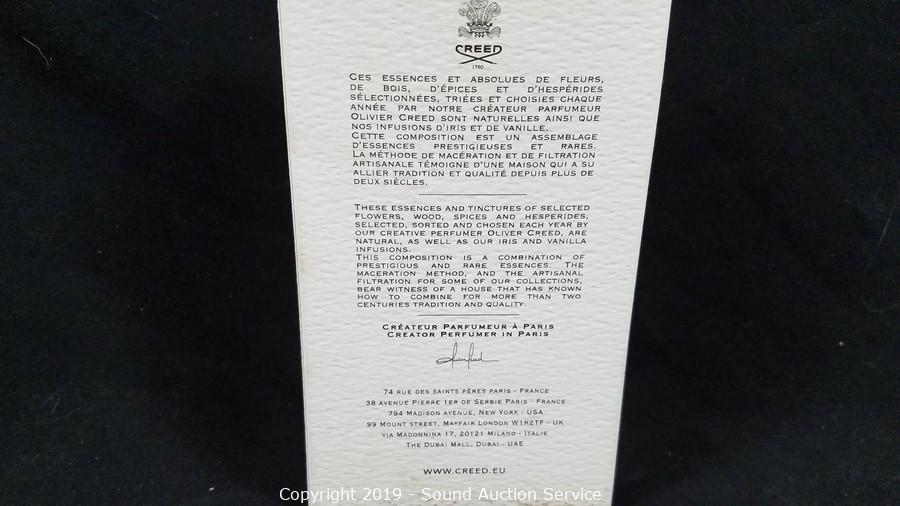 CREED
1760
CES ESSENCES ET ABSOLUES DE FLEURS,
DE BOIS, D'ÉPICES ET D'HESPÉRIDES
SÉLECTIONNÉES, TRIÉES ET CHOISIES CHAQUE
ANNÉE PAR NOTRE CRÉATEUR PARFUMEUR
OLIVIER CREED SONT NATURELLES AINSI QUE
NOS INFUSIONS D'IRIS ET DE VANILLE.
CETTE COMPOSITION EST UN ASSEMBLAGE
D'ESSENCES PRESTIGIEUSES ET RARES.
LA MÉTHODE DE MACÉRATION ET DE FILTRATION
ARTISANALE TÉMOIGNE D'UNE MAISON QUI A SU
ALLIER TRADITION ET QUALITÉ DEPUIS PLUS DE
DEUX SIÈCLES.
THESE ESSENCES AND TINCTURES OF SELECTED
FLOWERS, WOOD, SPICES AND HESPERIDES,
SELECTED, SORTED AND CHOSEN EACH YEAR BY
OUR CREATIVE PERFUMER OLIVER CREED, ARE
NATURAL, AS WELL AS OUR IRIS AND VANILLA
INFUSIONS.
THIS COMPOSITION IS A COMBINATION OF
PRESTIGIOUS AND RARE ESSENCES. THE
MACERATION METHOD, AND THE ARTISANAL
FILTRATION FOR SOME OF OUR COLLECTIONS,
BEAR WITNESS OF A HOUSE THAT HAS KNOWN
HOW TO COMBINE FOR MORE THAN TWO
CENTURIES TRADITION AND QUALITY.
CRÉATEUR PARFUMEUR À PARIS
CREATOR PERFUMER IN PARIS
74 RUE DES SAINTS PÈRES PARIS - FRANCE
38 AVENUE PIERRE 1ER DE SERBIE PARIS - FRANCE
794 MADISON AVENUE, NEW YORK - USA
99 MOUNT STREET, MAYFAIR LONDON W1K2TF - UK
VIA MADONNINA 17, 20121 MILANO - ITALIE
THE DUBAI MALL, DUBAI - UAE
WWW.CREED.EU
Copyright 2019 - Sound Auction Service